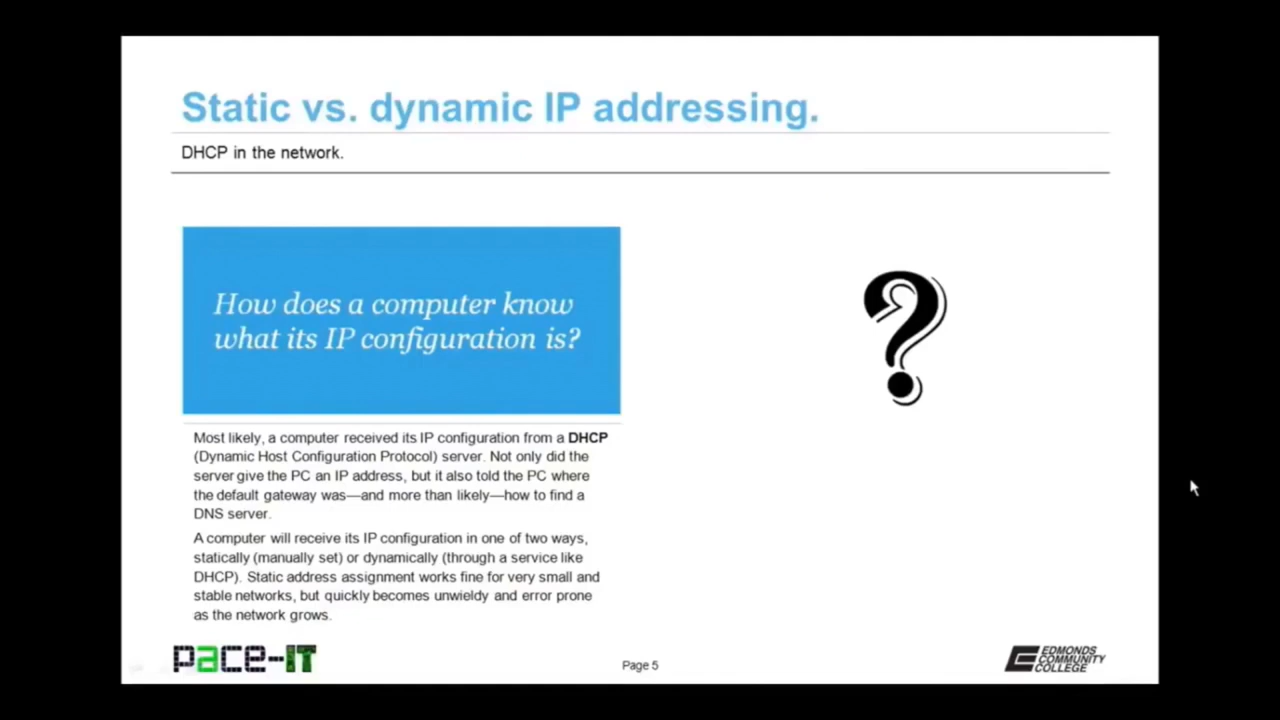 Static vs. dynamic IP addressing.
DHCP in the network.
How does a computer know
what its IP configuration is?
?
Most likely, a computer received its IP configuration from a DHCP
(Dynamic Host Configuration Protocol) server. Not only did the
server give the PC an IP address, but it also told the PC where
the default gateway was—and more than likely—how to find a
DNS server.
A computer will receive its IP configuration in one of two ways,
statically (manually set) or dynamically (through a service like
DHCP). Static address assignment works fine for very small and
stable networks, but quickly becomes unwieldy and error prone
as the network grows.
pace-IT
Page 5
EDMONDS
COMMUNITY
COLLEGE